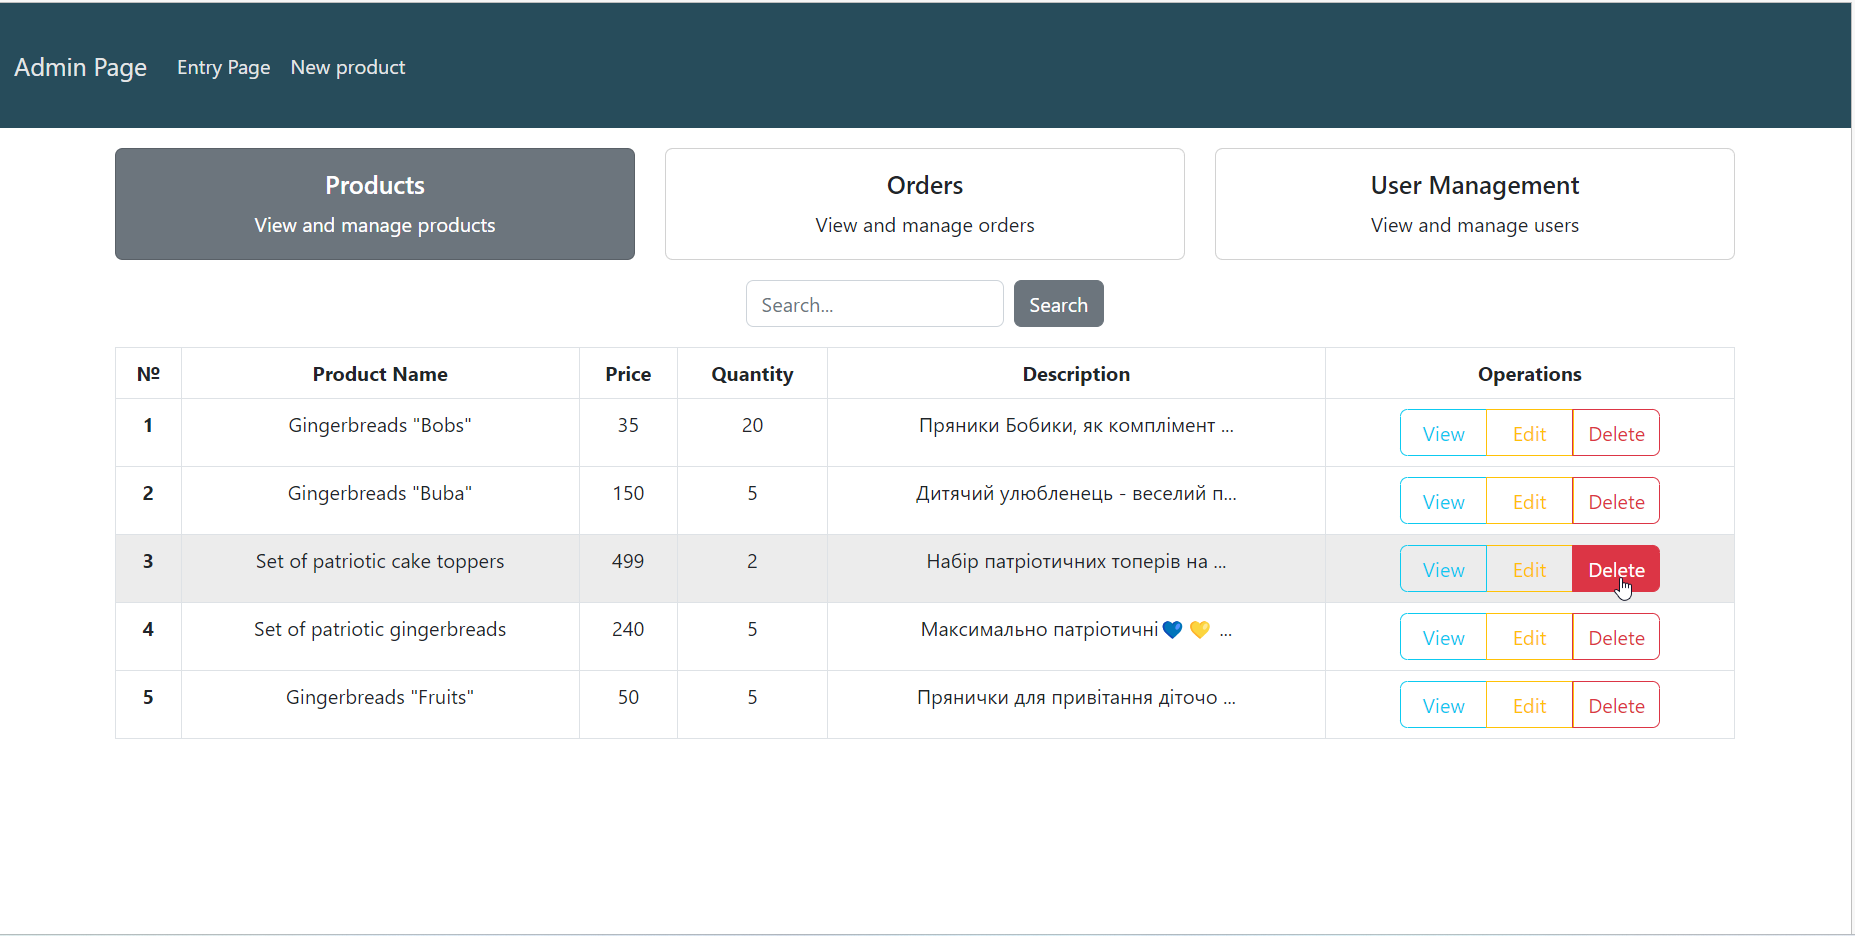 Admin Page Entry Page New product
Products Orders User Management
View and manage products View and manage orders View and manage users
Search... Search
№ Product Name Price Quantity Description Operations
1 Gingerbreads "Bobs" 35 20 Пряники Бобики, як комплімент ... View Edit Delete
2 Gingerbreads "Buba" 150 5 Дитячий улюбленець - веселий п... View Edit Delete
3 Set of patriotic cake toppers 499 2 Набір патріотичних топерів на ... View Edit Delete
4 Set of patriotic gingerbreads 240 5 Максимально патріотичні💙💛 ... View Edit Delete
5 Gingerbreads "Fruits" 50 5 Прянички для привітання діточо ... View Edit Delete